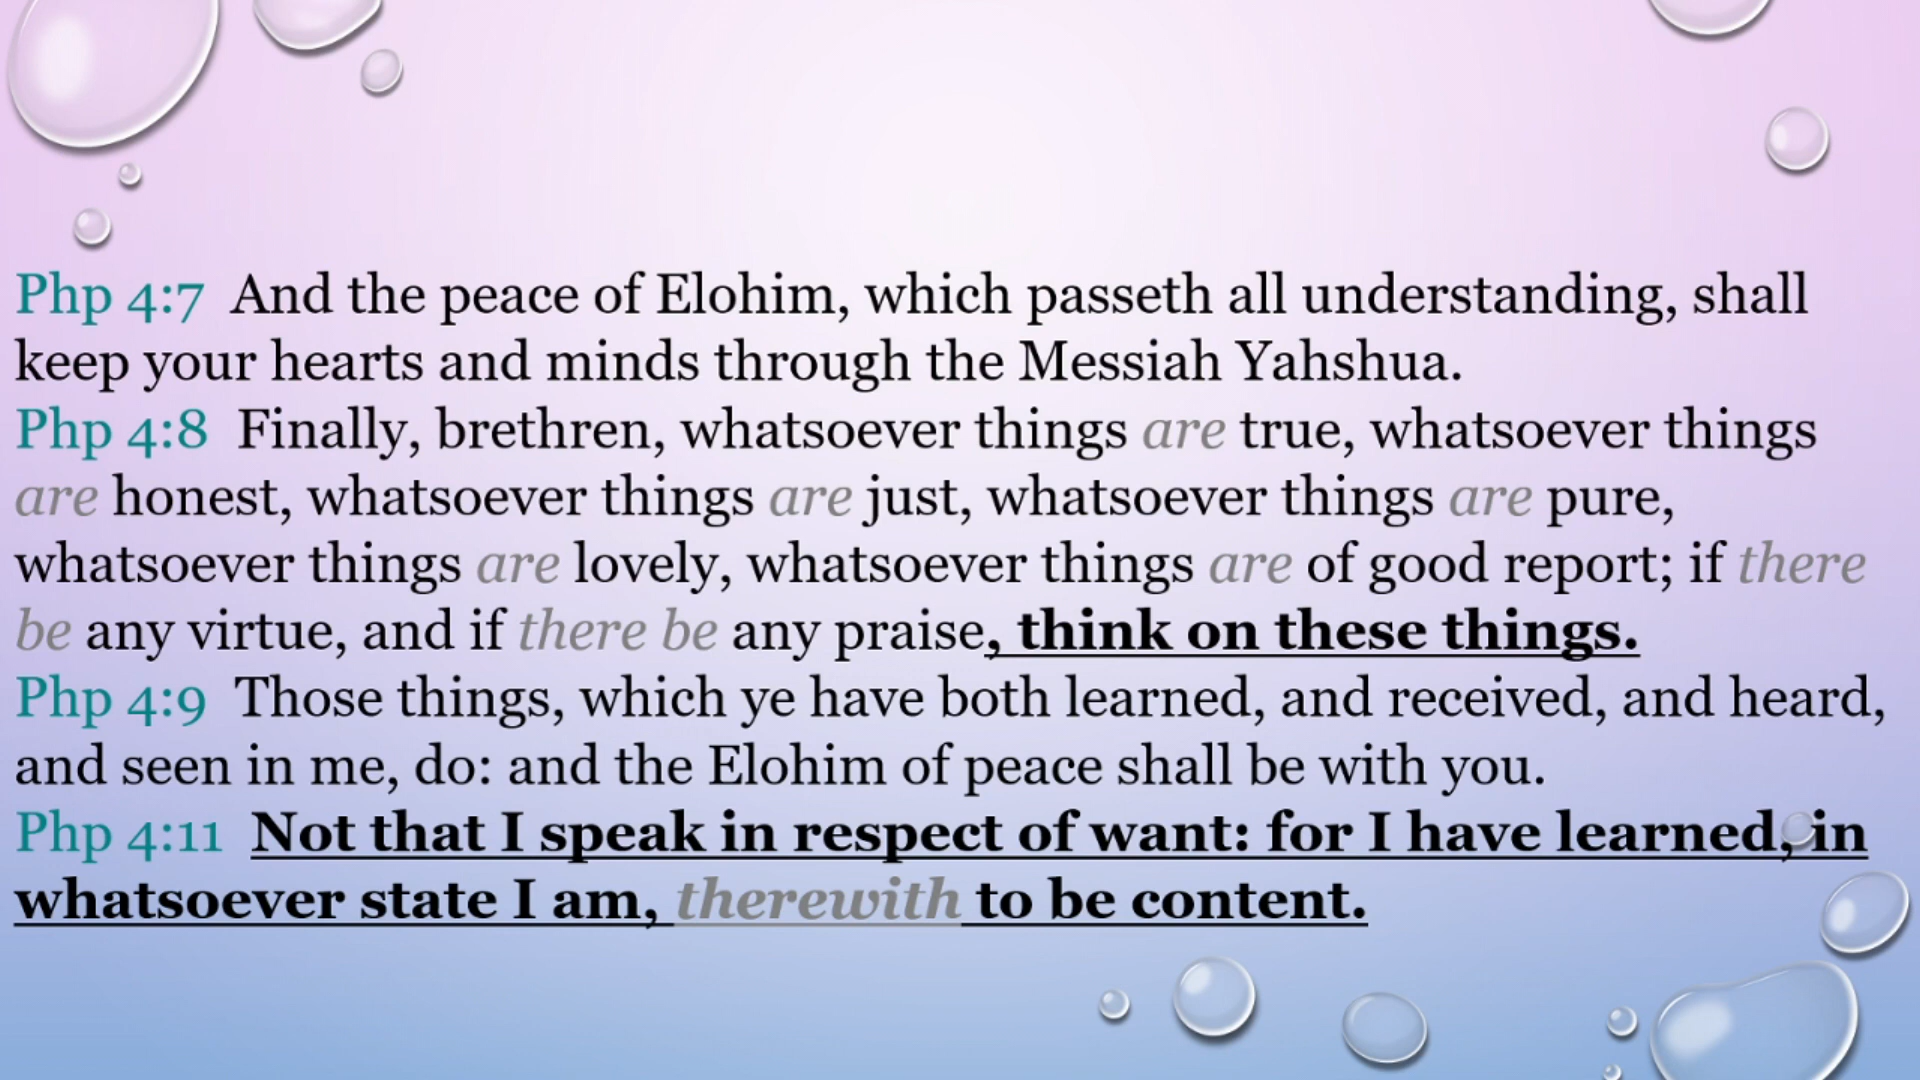 Php 4:7 And the peace of Elohim, which passeth all understanding, shall
keep your hearts and minds through the Messiah Yahshua.
Php 4:8 Finally, brethren, whatsoever things are true, whatsoever things
are honest, whatsoever things are just, whatsoever things are pure,
whatsoever things are lovely, whatsoever things are of good report; if there
be any virtue, and if there be any praise, think on these things.
Php 4:9 Those things, which ye have both learned, and received, and heard,
and seen in me, do: and the Elohim of peace shall be with you.
Php 4:11 Not that I speak in respect of want: for I have learned, in
whatsoever state I am, therewith to be content.